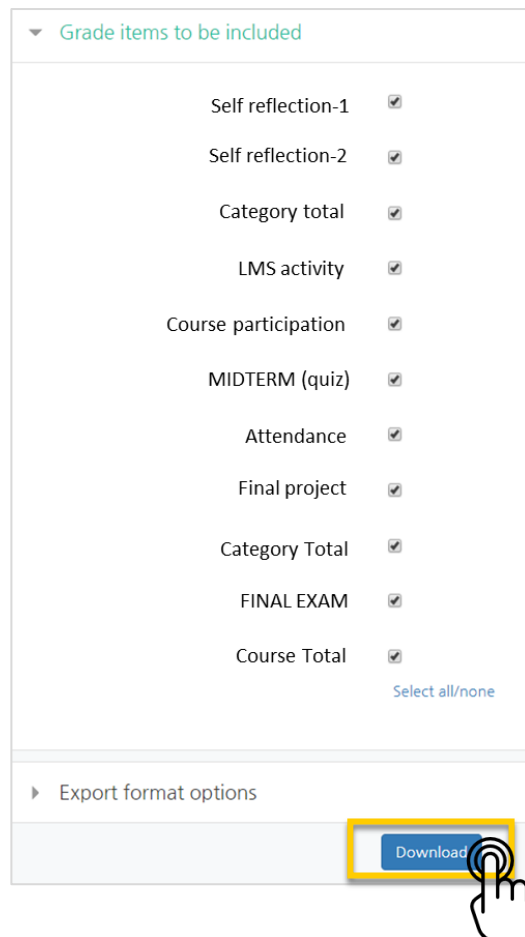 Grade items to be included
Self reflection-1
Self reflection-2
Category total
LMS activity
Course participation
MIDTERM (quiz)
Attendance
Final project
Category Total
FINAL EXAM
Course Total
Select all/none
Export format options
Download